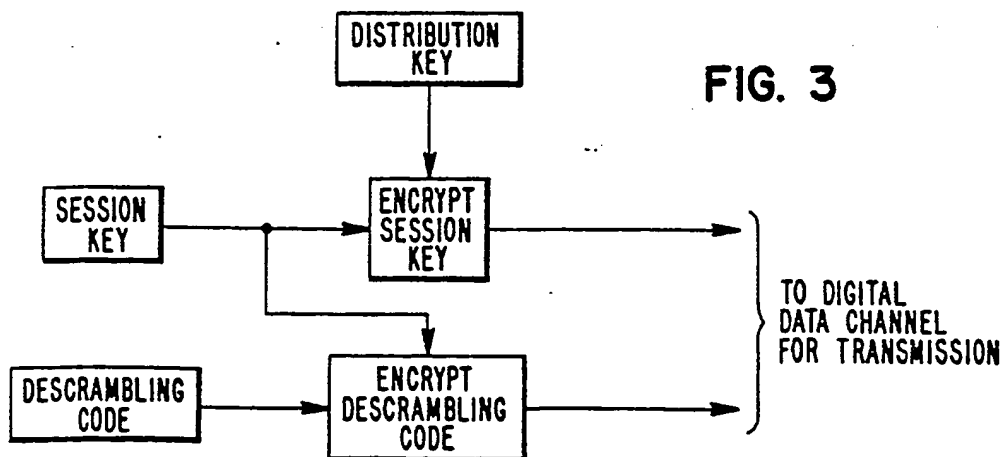 DISTRIBUTION
KEY
FIG. 3
SESSION
KEY
ENCRYPT
SESSION
KEY
TO DIGITAL
DATA CHANNEL
FOR TRANSMISSION
DESCRAMBLING
CODE
ENCRYPT
DESCRAMBLING
CODE